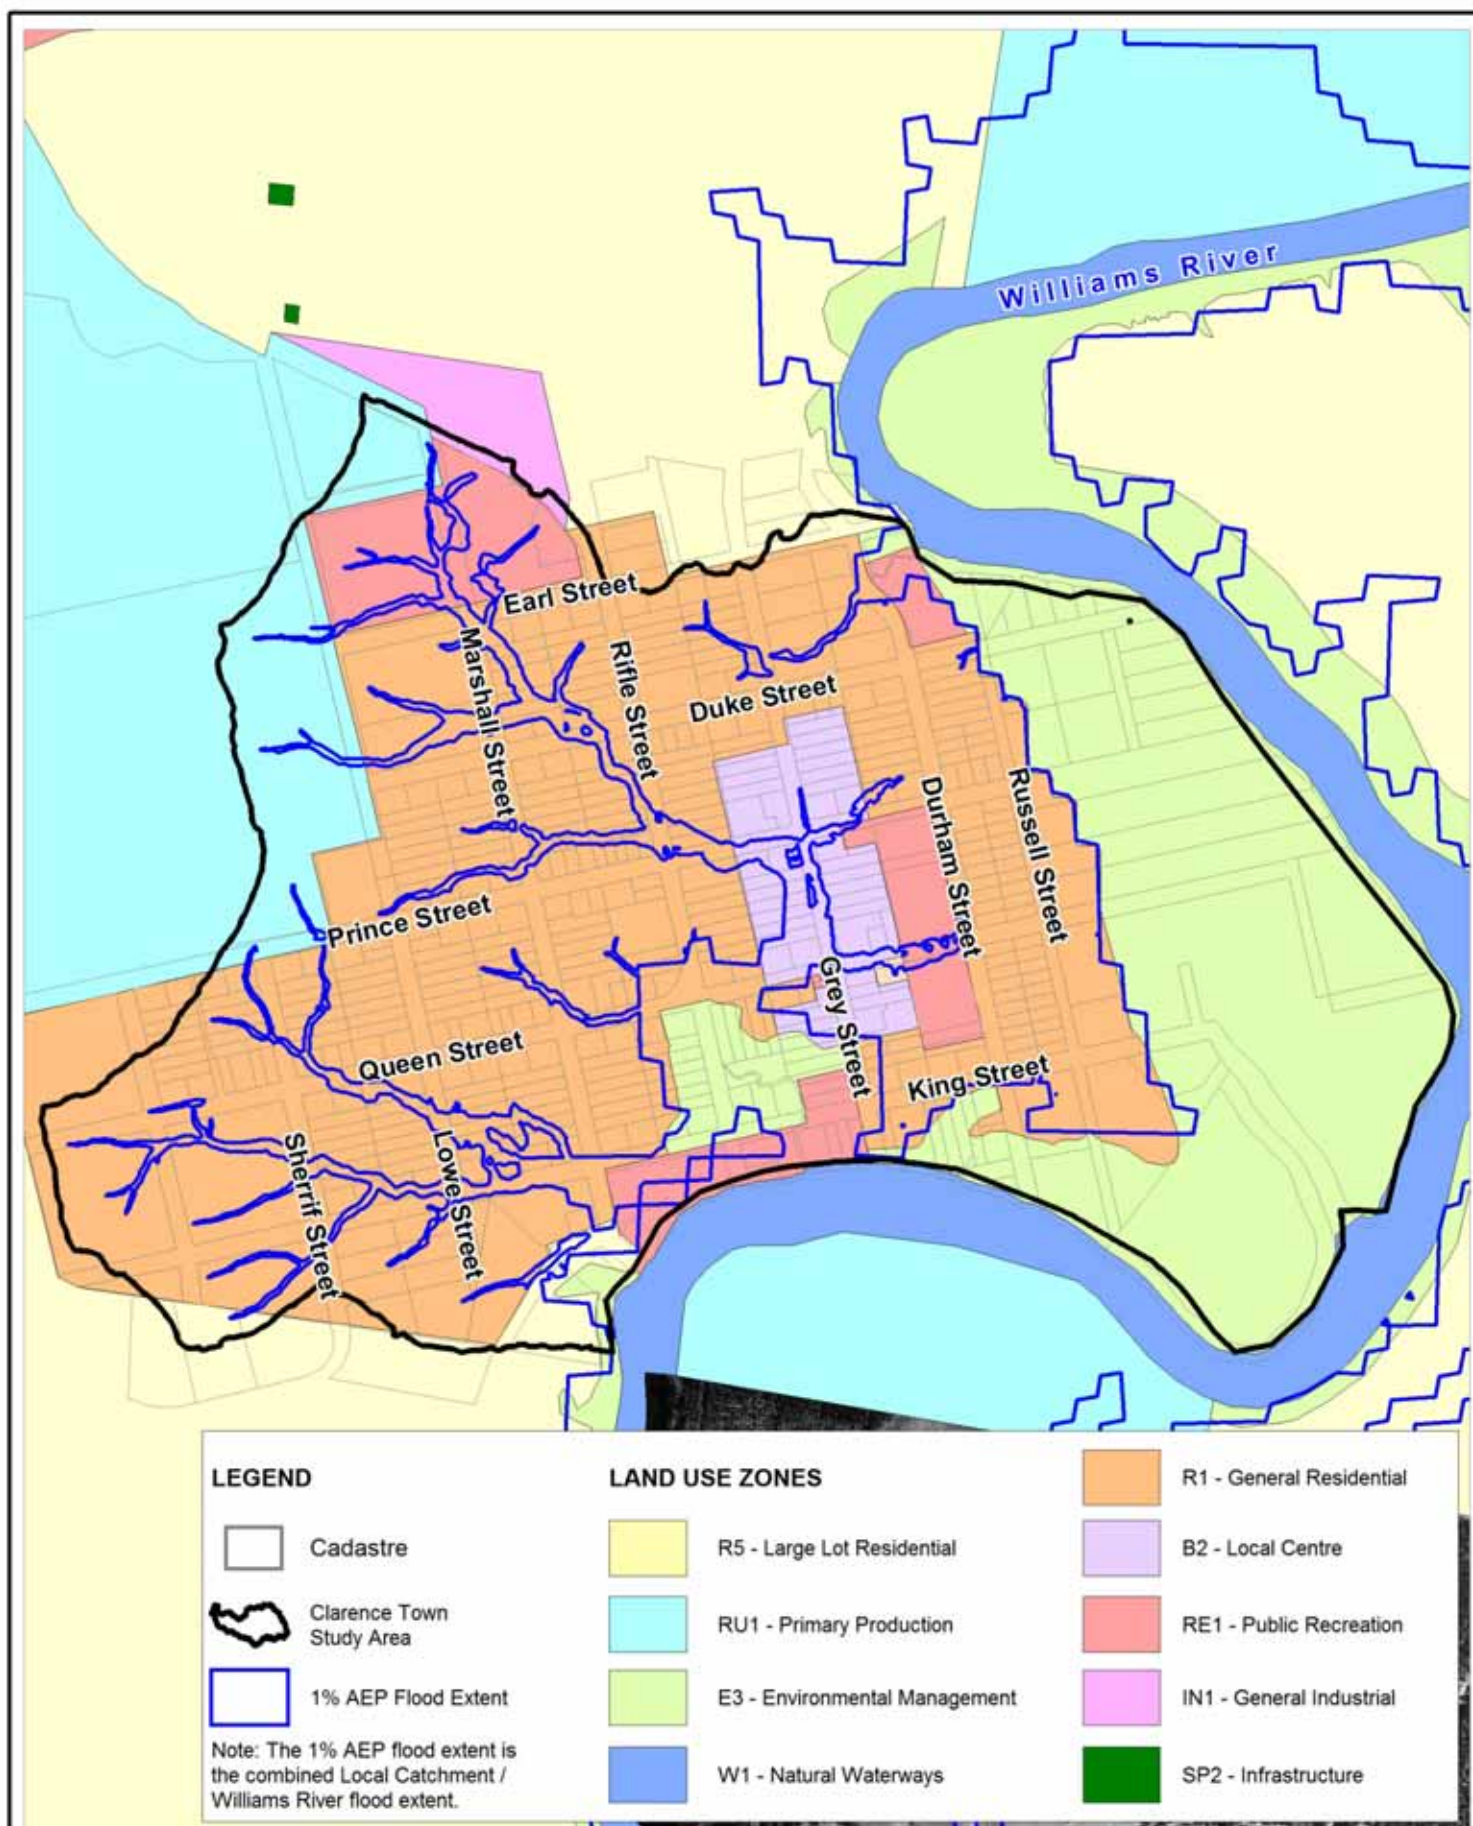 Williams River
Earl Street
Marshall Street
Rifle Street
Duke Street
Durham Street
Russell Street
Prince Street
Grey Street
Queen Street
King Street
Sherrif Street
Lowe Street
LEGEND
Cadastre
Clarence Town
Study Area
1% AEP Flood Extent
Note: The 1% AEP flood extent is
the combined Local Catchment /
Williams River flood extent.
LAND USE ZONES
R5 - Large Lot Residential
RU1 - Primary Production
E3 - Environmental Management
W1 - Natural Waterways
R1 - General Residential
B2 - Local Centre
RE1 - Public Recreation
IN1 - General Industrial
SP2 - Infrastructure